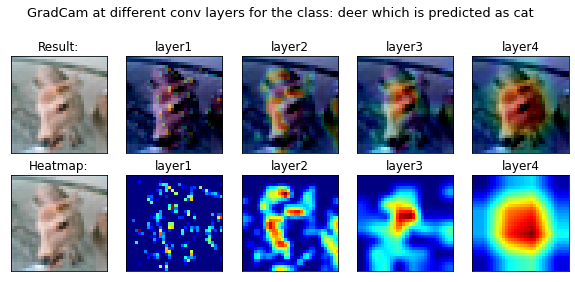 GradCam at different conv layers for the class: deer which is predicted as cat
Result: layer1 layer2 layer3 layer4
Heatmap: layer1 layer2 layer3 layer4